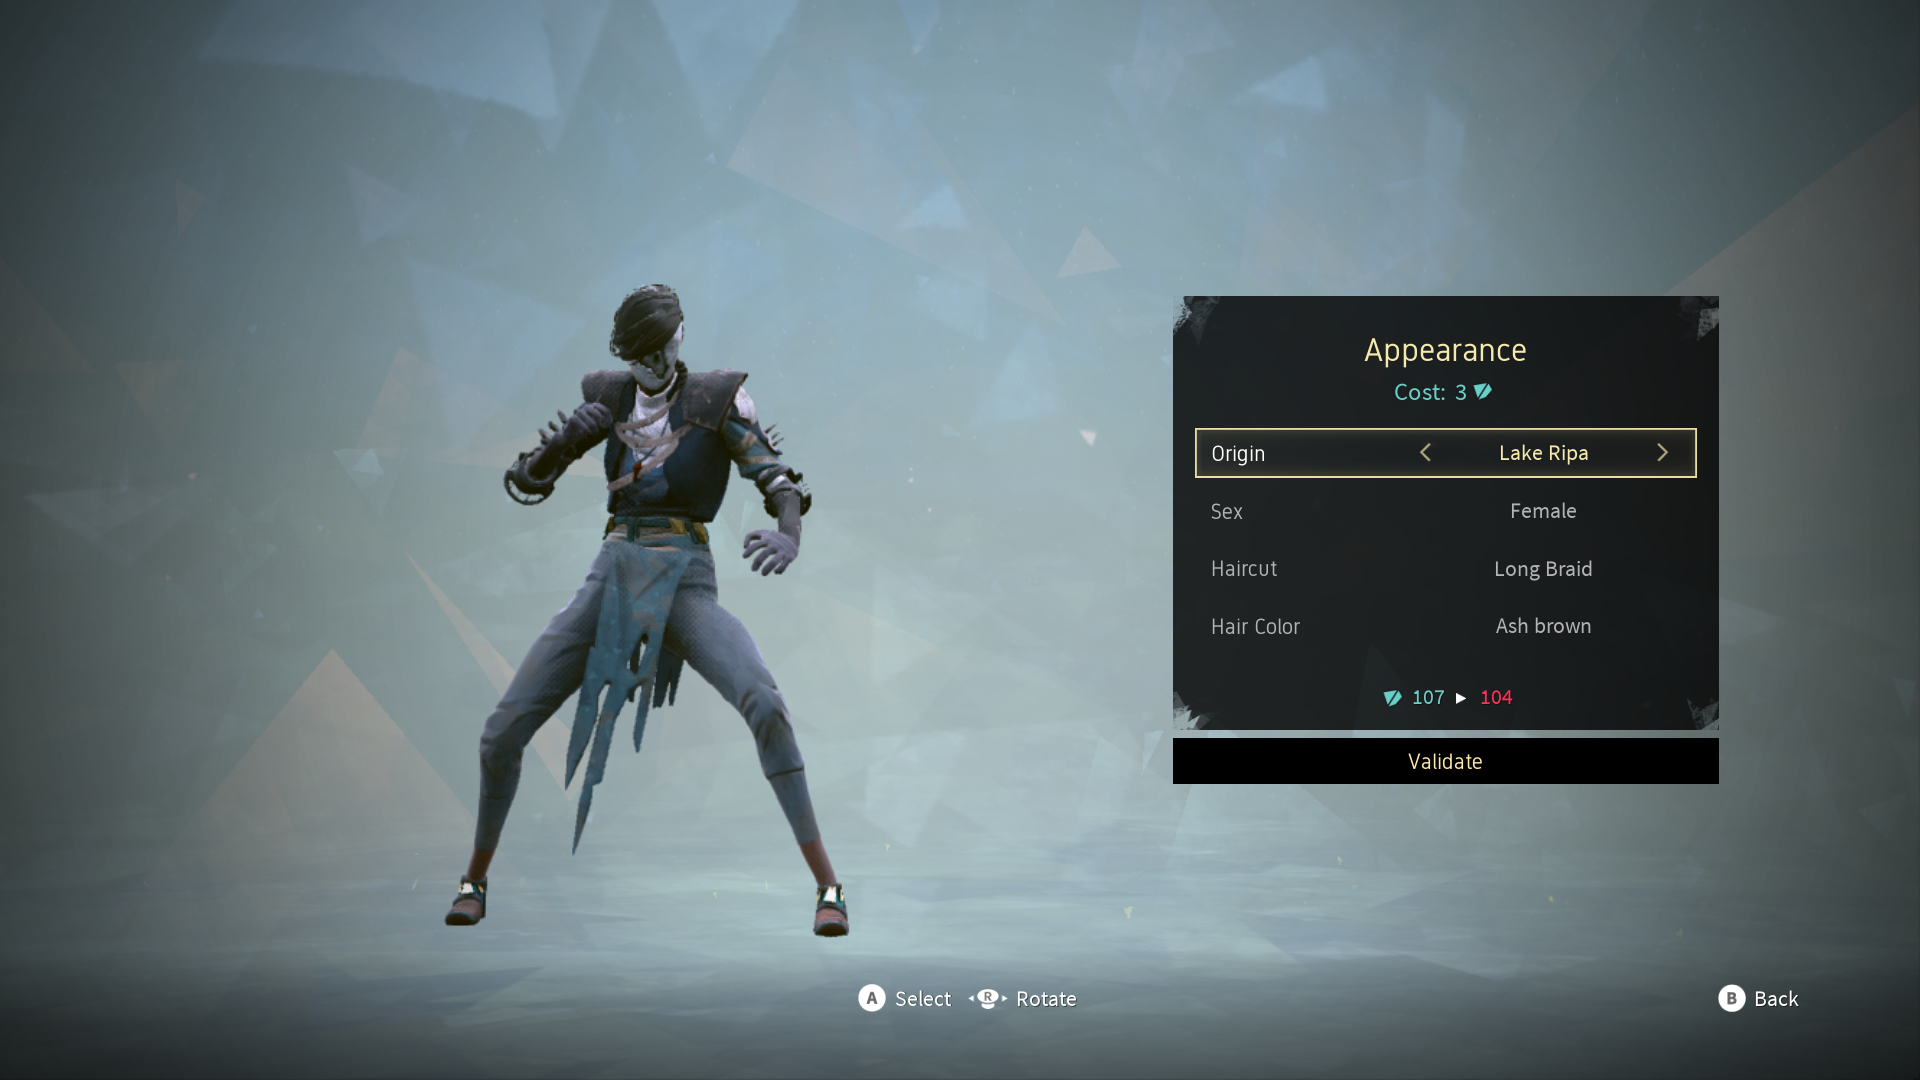 Appearance
Cost: 3
Origin Lake Ripa
Sex Female
Haircut Long Braid
Hair Color Ash brown
107 ▶ 104
Validate
A Select R Rotate B Back